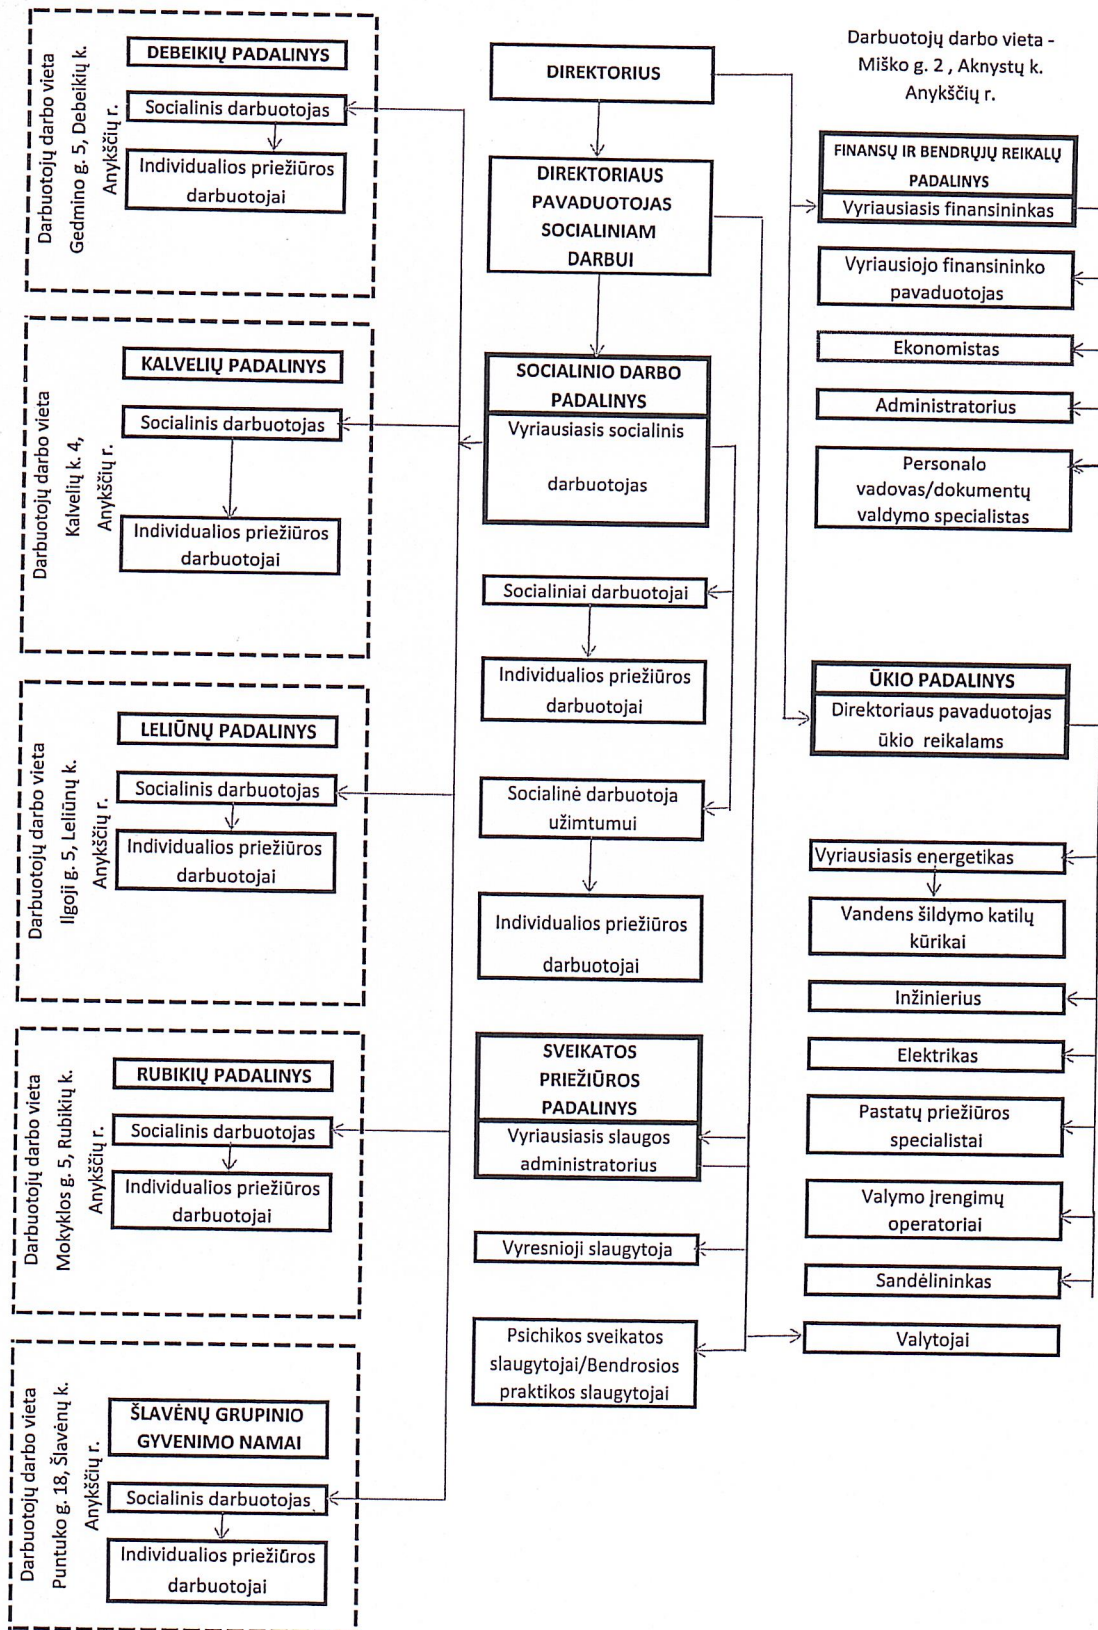 Darbuotojų darbo vieta
Gedmino g. 5, Debeikių k.
Anykščių r.
DEBEIKIŲ PADALINYS
Socialinis darbuotojas
Individualios priežiūros
darbuotojai
Darbuotojų darbo vieta
Kalvelių k. 4,
Anykščių r.
KALVELIŲ PADALINYS
Socialinis darbuotojas
Individualios priežiūros
darbuotojai
Darbuotojų darbo vieta
Ilgoji g. 5, Leliūnų k.
Anykščių r.
LELIŪNŲ PADALINYS
Socialinis darbuotojas
Individualios priežiūros
darbuotojai
Darbuotojų darbo vieta
Mokyklos g. 5, Rubikių k.
Anykščių r.
RUBIKIŲ PADALINYS
Socialinis darbuotojas
Individualios priežiūros
darbuotojai
Darbuotojų darbo vieta
Puntuko g. 18, Šlavėnų k.
Anykščių r.
ŠLAVĖNŲ GRUPINIO
GYVENIMO NAMAI
Socialinis darbuotojas
Individualios priežiūros
darbuotojai
DIREKTORIUS
DIREKTORIAUS
PAVADUOTOJAS
SOCIALINIAM
DARBUI
SOCIALINIO DARBO
PADALINYS
Vyriausiasis socialinis
darbuotojas
Socialiniai darbuotojai
Individualios priežiūros
darbuotojai
Socialinė darbuotoja
užimtumui
Individualios priežiūros
darbuotojai
SVEIKATOS
PRIEŽIŪROS
PADALINYS
Vyriausiasis slaugos
administratorius
Vyresnioji slaugytoja
Psichikos sveikatos
slaugytojai/Bendrosios
praktikos slaugytojai
Darbuotojų darbo vieta -
Miško g. 2 , Aknystų k.
Anykščių r.
FINANSŲ IR BENDRŲJŲ REIKALŲ
PADALINYS
Vyriausiasis finansininkas
Vyriausiojo finansininko
pavaduotojas
Ekonomistas
Administratorius
Personalo
vadovas/dokumentų
valdymo specialistas
ŪKIO PADALINYS
Direktoriaus pavaduotojas
ūkio reikalams
Vyriausiasis energetikas
Vandens šildymo katilų
kūrikai
Inžinierius
Elektrikas
Pastatų priežiūros
specialistai
Valymo įrengimų
operatoriai
Sandėlininkas
Valytojai